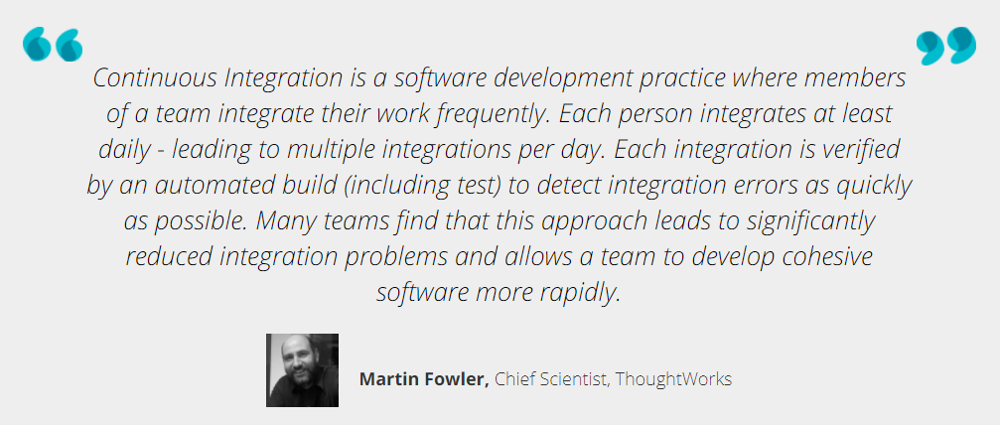 Continuous Integration is a software development practice where members
of a team integrate their work frequently. Each person integrates at least
daily - leading to multiple integrations per day. Each integration is verified
by an automated build (including test) to detect integration errors as quickly
as possible. Many teams find that this approach leads to significantly
reduced integration problems and allows a team to develop cohesive
software more rapidly.
Martin Fowler, Chief Scientist, ThoughtWorks